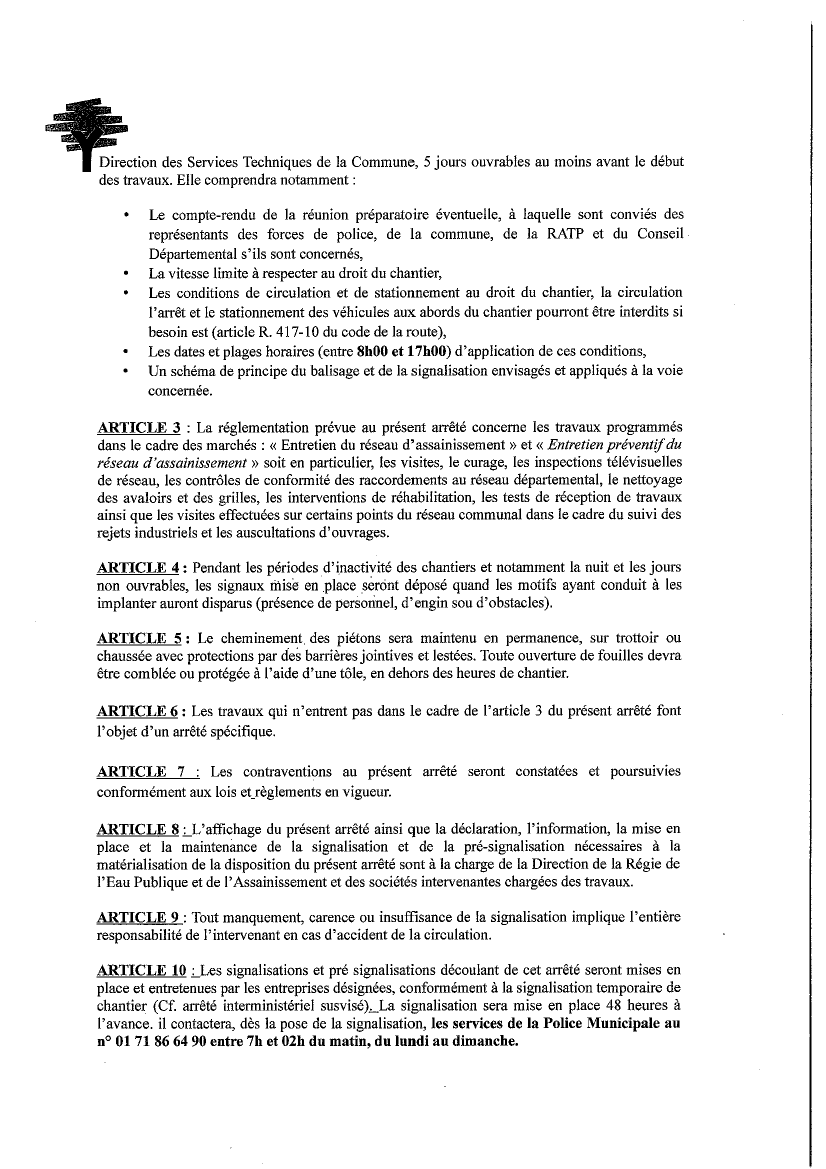 Direction des Services Techniques de la Commune, 5 jours ouvrables au moins avant le début
des travaux. Elle comprendra notamment :
• Le compte-rendu de la réunion préparatoire éventuelle, à laquelle sont conviés des
représentants des forces de police, de la commune, de la RATP et du Conseil
Départemental s'ils sont concernés,
• La vitesse limite à respecter au droit du chantier,
• Les conditions de circulation et de stationnement au droit du chantier, la circulation
l'arrêt et le stationnement des véhicules aux abords du chantier pourront être interdits si
besoin est (article R. 417-10 du code de la route),
• Les dates et plages horaires (entre 8h00 et 17h00) d'application de ces conditions,
• Un schéma de principe du balisage et de la signalisation envisagés et appliqués à la voie
concernée.
ARTICLE 3 : La réglementation prévue au présent arrêté concerne les travaux programmés
dans le cadre des marchés : « Entretien du réseau d'assainissement » et « Entretien préventif du
réseau d'assainissement » soit en particulier, les visites, le curage, les inspections télévisuelles
de réseau, les contrôles de conformité des raccordements au réseau départemental, le nettoyage
des avaloirs et des grilles, les interventions de réhabilitation, les tests de réception de travaux
ainsi que les visites effectuées sur certains points du réseau communal dans le cadre du suivi des
rejets industriels et les auscultations d'ouvrages.
ARTICLE 4 : Pendant les périodes d'inactivité des chantiers et notamment la nuit et les jours
non ouvrables, les signaux mise en place seront déposé quand les motifs ayant conduit à les
implanter auront disparus (présence de personnel, d'engin sou d'obstacles).
ARTICLE 5 : Le cheminement des piétons sera maintenu en permanence, sur trottoir ou
chaussée avec protections par des barrières jointives et lestées. Toute ouverture de fouilles devra
être comblée ou protégée à l'aide d'une tôle, en dehors des heures de chantier.
ARTICLE 6 : Les travaux qui n'entrent pas dans le cadre de l'article 3 du présent arrêté font
l'objet d'un arrêté spécifique.
ARTICLE 7 : Les contraventions au présent arrêté seront constatées et poursuivies
conformément aux lois et règlements en vigueur.
ARTICLE 8 : L'affichage du présent arrêté ainsi que la déclaration, l'information, la mise en
place et la maintenance de la signalisation et de la pré-signalisation nécessaires à la
matérialisation de la disposition du présent arrêté sont à la charge de la Direction de la Régie de
l'Eau Publique et de l'Assainissement et des sociétés intervenantes chargées des travaux.
ARTICLE 9 : Tout manquement, carence ou insuffisance de la signalisation implique l'entière
responsabilité de l'intervenant en cas d'accident de la circulation.
ARTICLE 10 : Les signalisations et pré signalisations découlant de cet arrêté seront mises en
place et entretenues par les entreprises désignées, conformément à la signalisation temporaire de
chantier (Cf. arrêté interministériel susvisé). La signalisation sera mise en place 48 heures à
l'avance. il contactera, dès la pose de la signalisation, les services de la Police Municipale au
n° 01 71 86 64 90 entre 7h et 02h du matin, du lundi au dimanche.